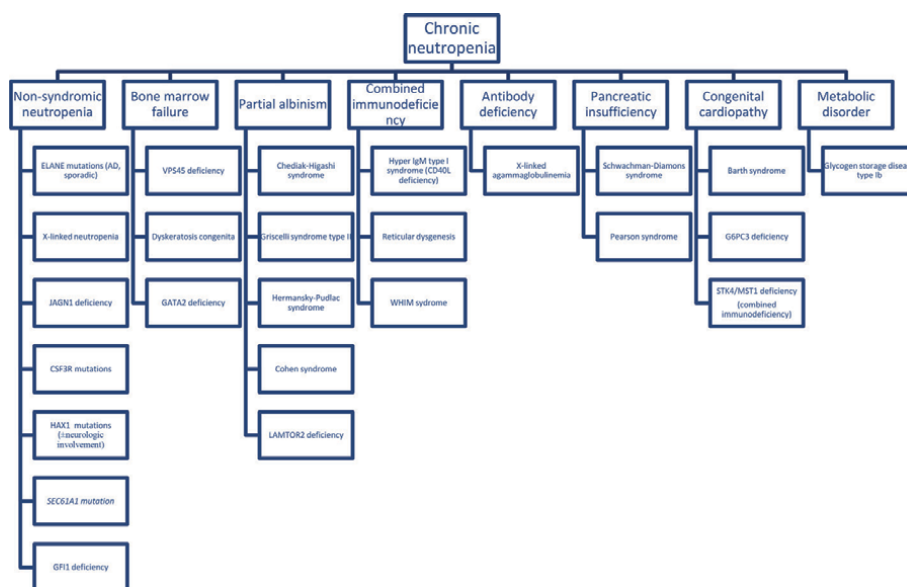 Chronic
neutropenia
Non-syndromic
neutropenia
Bone marrow
failure
Partial albinism
Combined
immunodeficie
ncy
Antibody
deficiency
Pancreatic
insufficiency
Congenital
cardiopathy
Metabolic
disorder
ELANE mutations (AD,
sporadic)
X-linked neutropenia
JAGN1 deficiency
CSF3R mutations
HAX1 mutations
(±neurologic
involvement)
SEC61A1 mutation
GFI1 deficiency
VPS45 deficiency
Dyskeratosis congenita
GATA2 deficiency
Chediak-Higashi
syndrome
Griscelli syndrome type II
Hermansky-Pudlac
syndrome
Cohen syndrome
LAMTOR2 deficiency
Hyper IgM type I
syndrome (CD40L
deficiency)
Reticular dysgenesis
WHIM sydrome
X-linked
agammaglobulinemia
Schwachman-Diamons
syndrome
Pearson syndrome
Barth syndrome
G6PC3 deficiency
STK4/MST1 deficiency
(combined
immunodeficiency)
Glycogen storage disease
type Ib